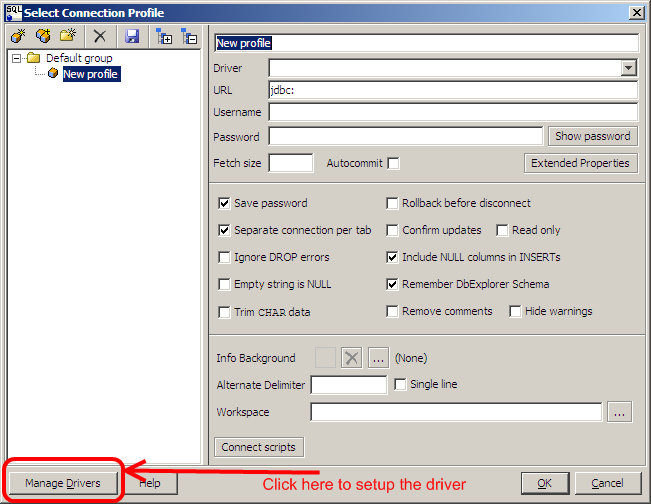 SQL Select Connection Profile
Default group
New profile
New profile
Driver
URL jdbc:
Username
Password Show password
Fetch size Autocommit Extended Properties
Save password Rollback before disconnect
Separate connection per tab Confirm updates Read only
Ignore DROP errors Include NULL columns in INSERTs
Empty string is NULL Remember DbExplorer Schema
Trim CHAR data Remove comments Hide warnings
Info Background ... (None)
Alternate Delimiter Single line
Workspace ...
Connect scripts
Manage Drivers Help Click here to setup the driver OK Cancel